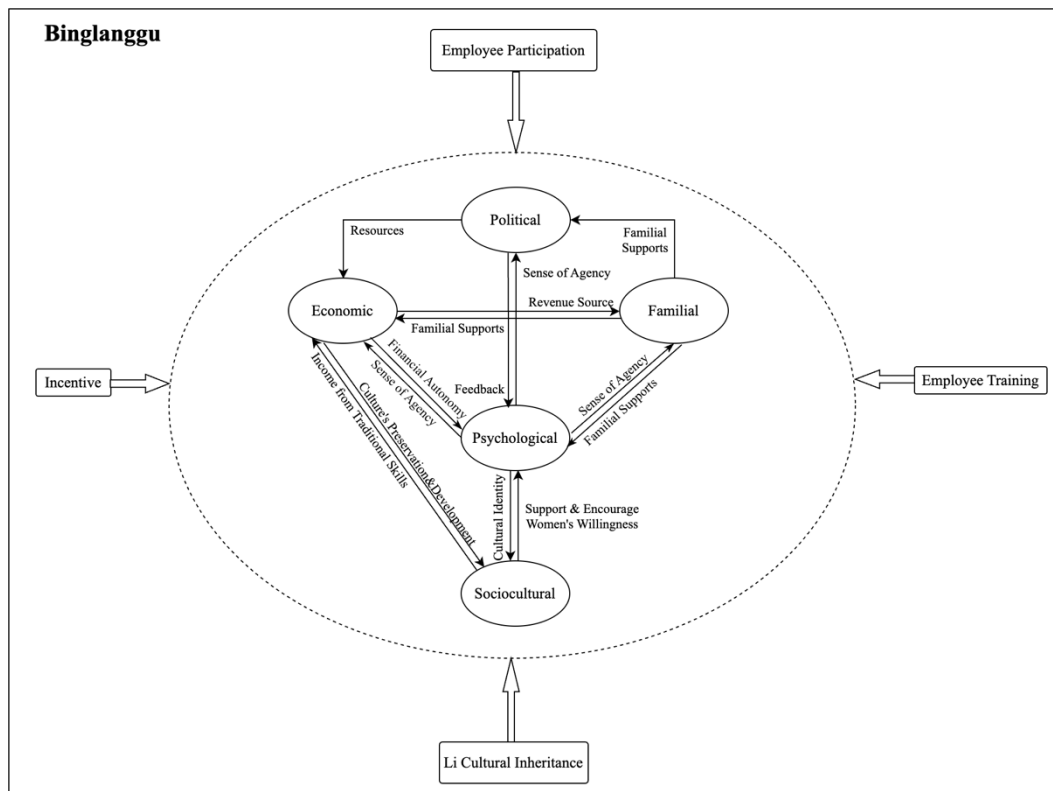 Binglanggu
Employee Participation
Political
Resources
Familial
Supports
Sense of Agency
Economic
Revenue Source
Familial
Familial Supports
Financial Autonomy
Sense of Agency
Sense of Agency
Familial Supports
Incentive
Employee Training
Feedback
Culture's Preservation&Development
Income from Traditional Skills
Psychological
Cultural Identity
Support & Encourage
Women's Willingness
Sociocultural
Li Cultural Inheritance